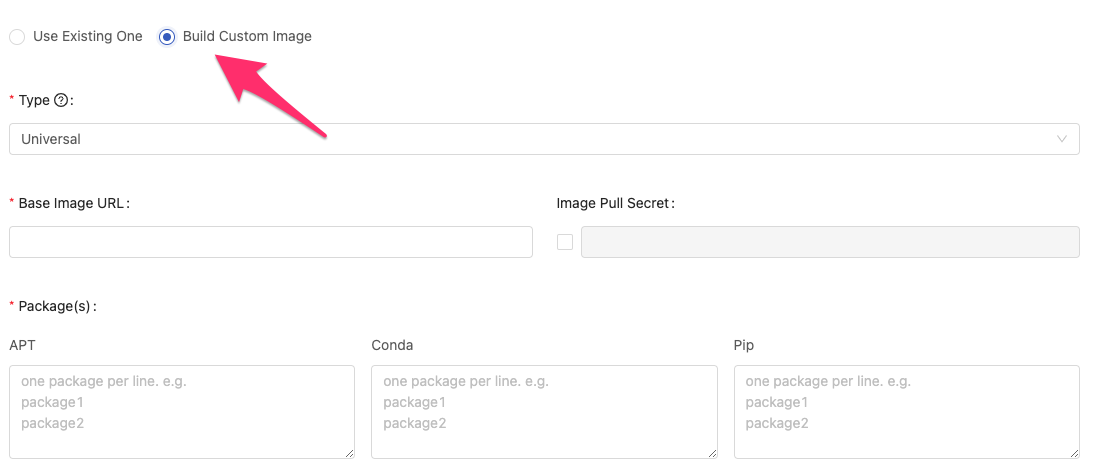 Use Existing One Build Custom Image
* Type ? :
Universal
* Base Image URL : Image Pull Secret :
* Package(s) :
APT Conda Pip
one package per line. e.g. one package per line. e.g. one package per line. e.g.
package1 package1 package1
package2 package2 package2